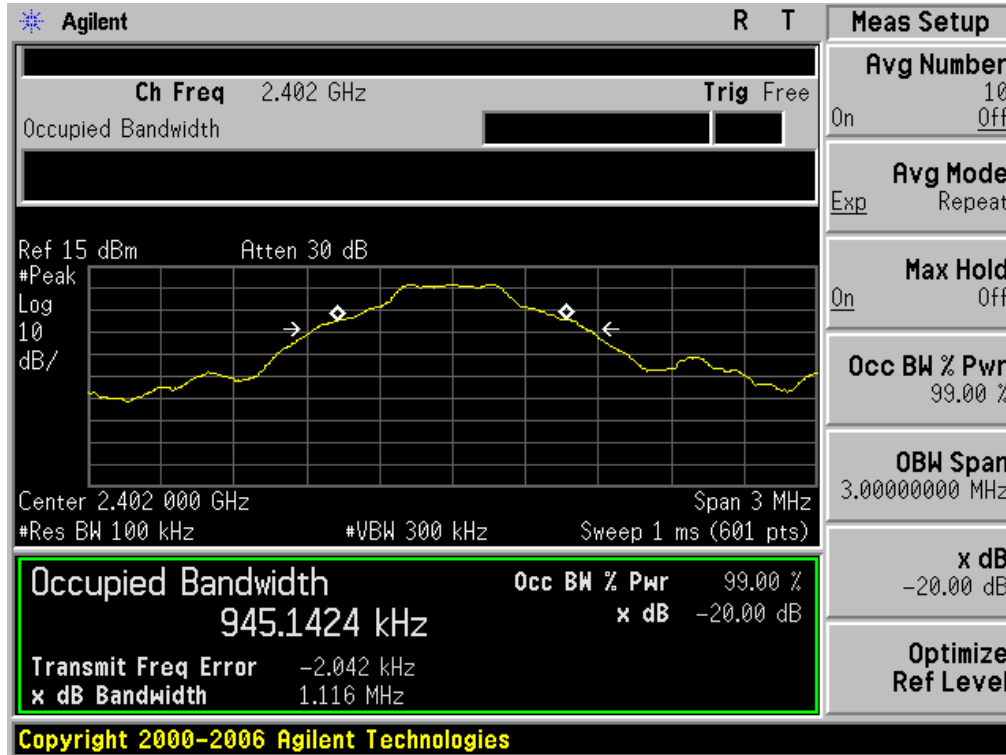 Agilent
R T
Ch Freq 2.402 GHz Trig Free
Occupied Bandwidth
Ref 15 dBm Atten 30 dB
#Peak
Log
10
dB/
Center 2.402 000 GHz Span 3 MHz
#Res BW 100 kHz #VBW 300 kHz Sweep 1 ms (601 pts)
Occupied Bandwidth
945.1424 kHz
Occ BW % Pwr 99.00 %
x dB -20.00 dB
Transmit Freq Error -2.042 kHz
x dB Bandwidth 1.116 MHz
Copyright 2000-2006 Agilent Technologies
Meas Setup
Avg Number
10
On Off
Avg Mode
Exp Repeat
Max Hold
On Off
Occ BW % Pwr
99.00 %
OBW Span
3.00000000 MHz
x dB
-20.00 dB
Optimize
Ref Level